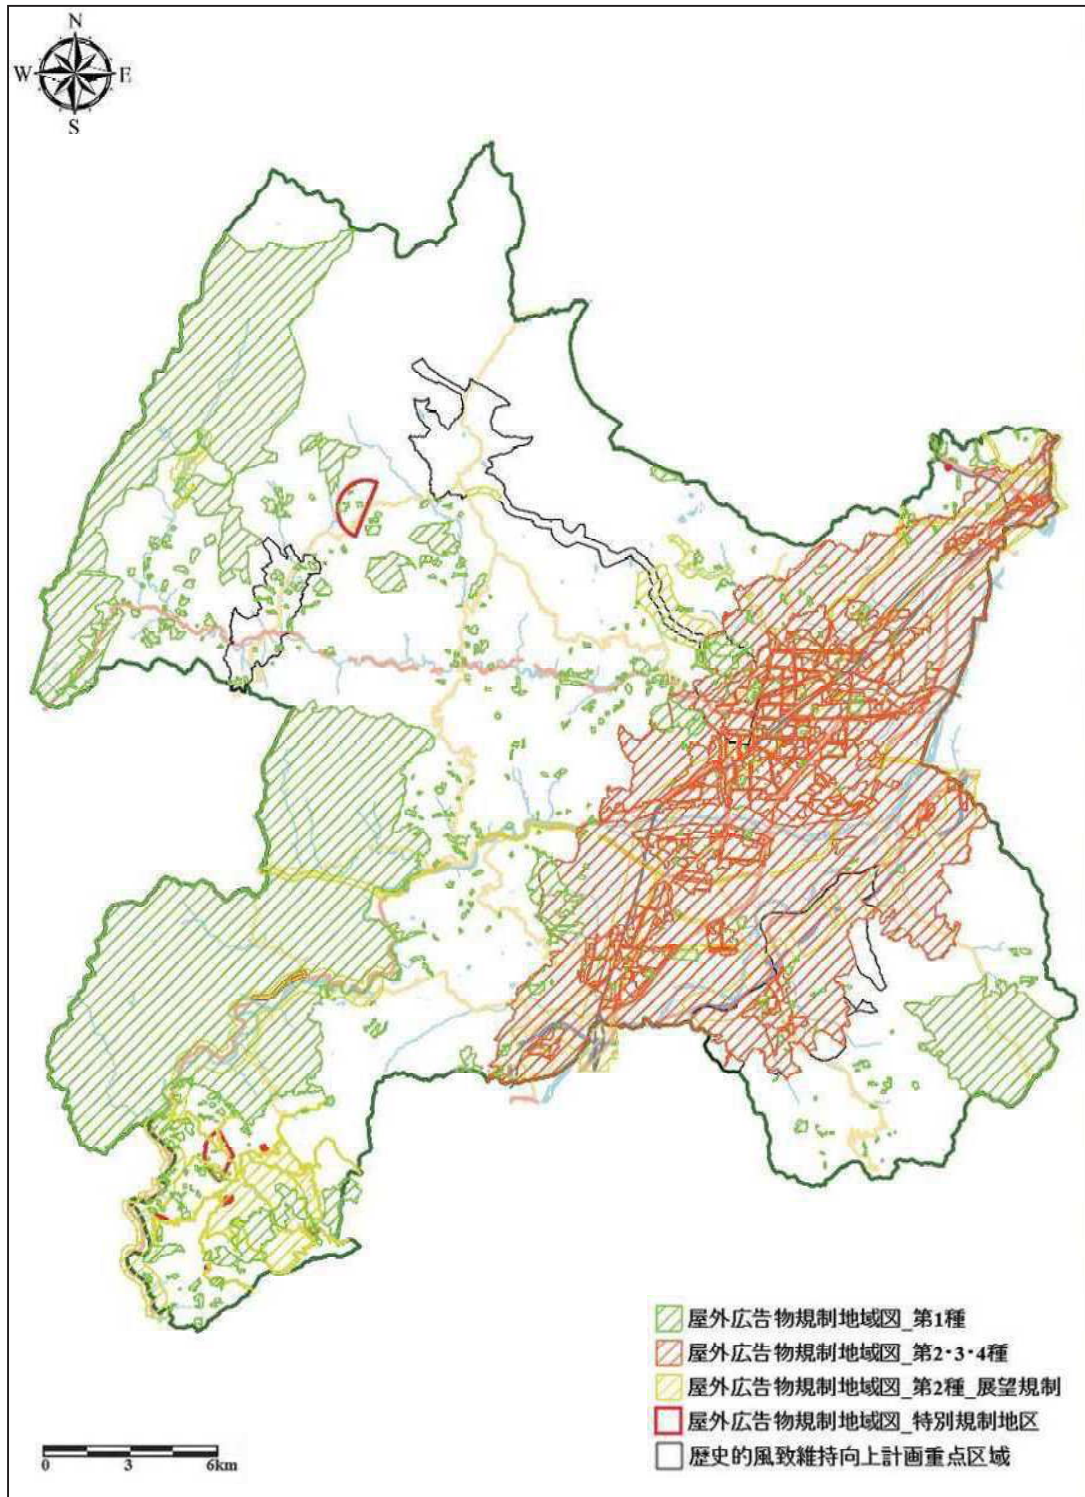 N
W E
S
屋外広告物規制地域図_第1種
屋外広告物規制地域図_第2・3・4種
屋外広告物規制地域図_第2種_展望規制
屋外広告物規制地域図_特別規制地区
歴史的風致維持向上計画重点区域
0 3 6km